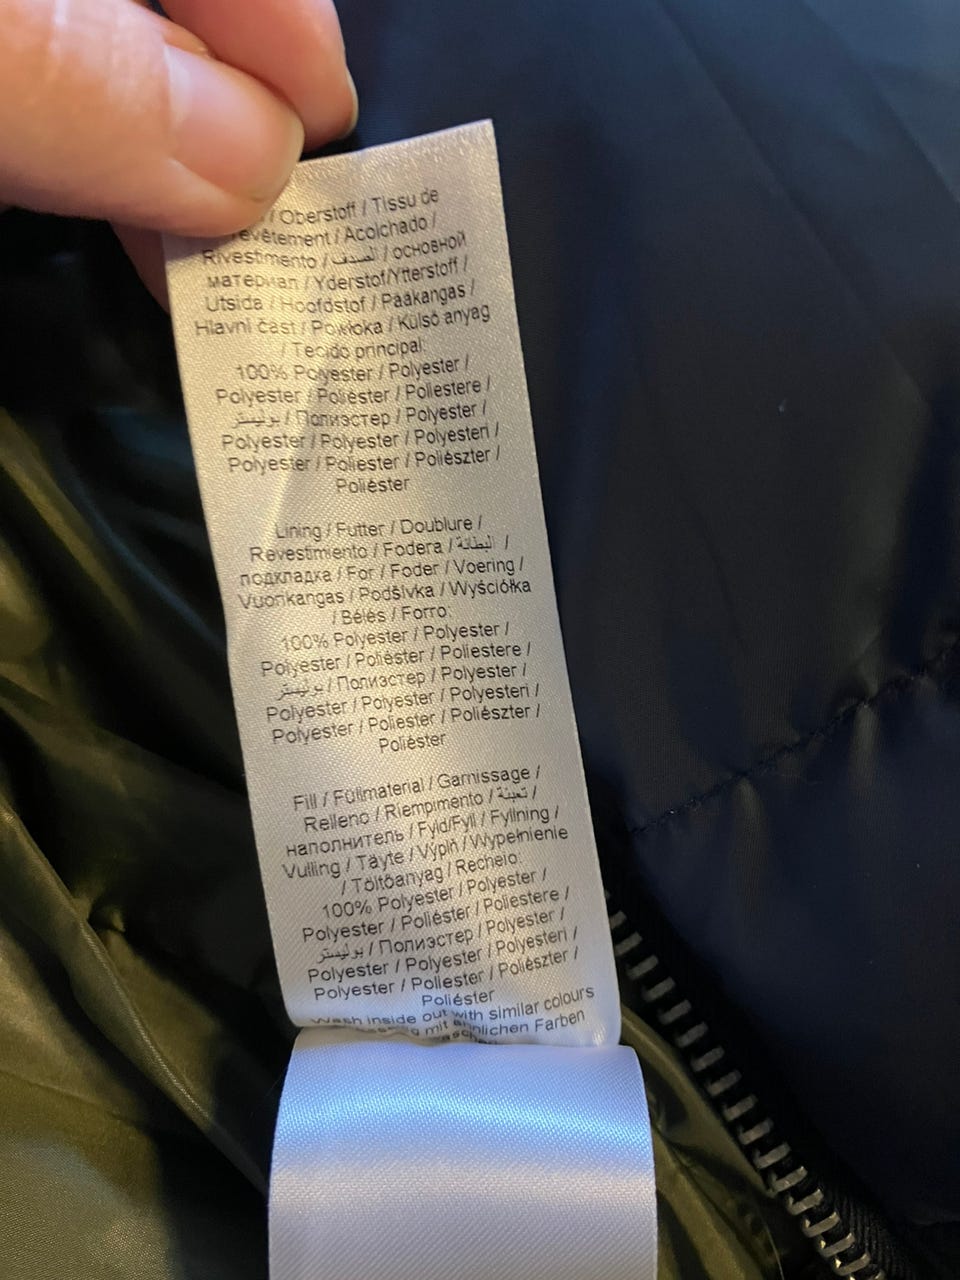 / Oberstoff / Tissu de
revêtement / Acolchado /
Rivestimento / الصدف / основной
материал / Yderstof/Ytterstoff /
Utsida / Hoofdstof / Pääkangas /
Hlavní část / Powłoka / Külső anyag
/ Tecido principal:
100% Polyester / Polyester /
Polyester / Poliéster / Poliestere /
بوليستر / Полиэстер / Polyester /
Polyester / Polyester / Polyesteri /
Polyester / Poliester / Poliészter /
Poliéster
Lining / Futter / Doublure /
Revestimiento / Fodera / البطانة /
подкладка / For / Foder / Voering /
Vuorikangas / Podšívka / Wyściółka
/ Bélés / Forro:
100% Polyester / Polyester /
Polyester / Poliéster / Poliestere /
بوليستر / Полиэстер / Polyester /
Polyester / Polyester / Polyesteri /
Polyester / Poliester / Poliészter /
Poliéster
Fill / Füllmaterial / Garnissage /
Relleno / Riempimento / تعبئة /
наполнитель / Fyld/Fyll / Fyllning /
Vulling / Täyte / Výplň / Wypełnienie
/ Töltőanyag / Recheio:
100% Polyester / Polyester /
Polyester / Poliéster / Poliestere /
بوليستر / Полиэстер / Polyester /
Polyester / Polyester / Polyesteri /
Polyester / Poliester / Poliészter /
Poliéster
Wash inside out with similar colours
mit ähnlichen Farben